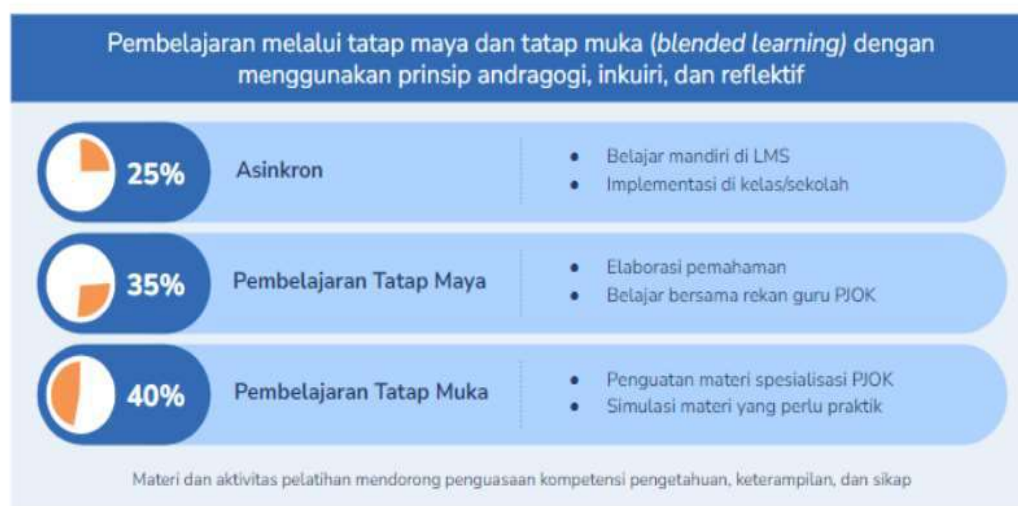 Pembelajaran melalui tatap maya dan tatap muka (blended learning) dengan
menggunakan prinsip andragogi, inkuiri, dan reflektif
25%
Asinkron
● Belajar mandiri di LMS
● Implementasi di kelas/sekolah
35%
Pembelajaran Tatap Maya
● Elaborasi pemahaman
● Belajar bersama rekan guru PJOK
40%
Pembelajaran Tatap Muka
● Penguatan materi spesialisasi PJOK
● Simulasi materi yang perlu praktik
Materi dan aktivitas pelatihan mendorong penguasaan kompetensi pengetahuan, keterampilan, dan sikap